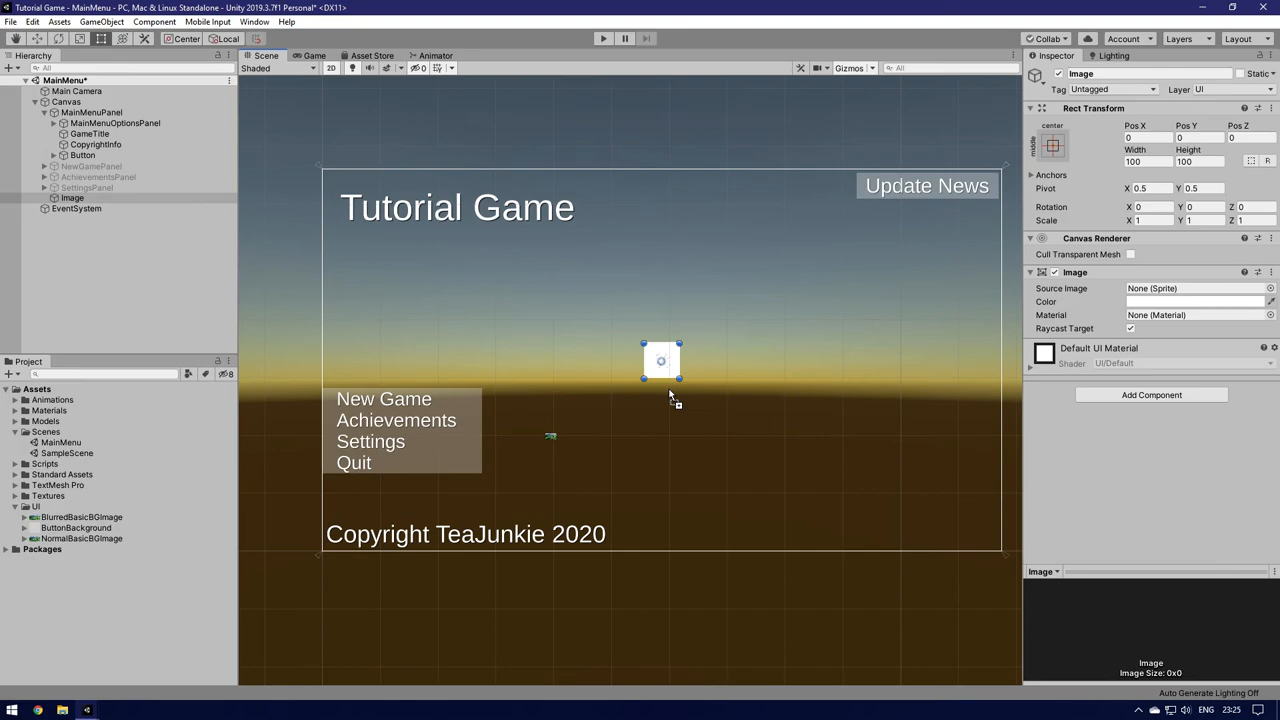 Tutorial Game - MainMenu - PC, Mac & Linux Standalone - Unity 2019.3.7f1 Personal* <DX11>
File Edit Assets GameObject Component Mobile Input Window Help
Center Local Collab Account Layers Layout
Hierarchy
All
MainMenu*
Main Camera
Canvas
MainMenuPanel
MainMenuOptionsPanel
GameTitle
CopyrightInfo
Button
NewGamePanel
AchievementsPanel
SettingsPanel
Image
EventSystem
Project
8
Assets
Animations
Materials
Models
Scenes
MainMenu
SampleScene
Scripts
Standard Assets
TextMesh Pro
Textures
UI
BlurredBasicBGImage
ButtonBackground
NormalBasicBGImage
Packages
Scene Game Asset Store Animator
Shaded 2D 0 Gizmos All
Update News
Tutorial Game
New Game
Achievements
Settings
Quit
Copyright TeaJunkie 2020
Inspector Lighting
Image Static
Tag Untagged Layer UI
Rect Transform
center
middle
Pos X Pos Y Pos Z
0 0 0
Width Height
100 100 R
Anchors
Pivot X 0.5 Y 0.5
Rotation X 0 Y 0 Z 0
Scale X 1 Y 1 Z 1
Canvas Renderer
Cull Transparent Mesh
Image
Source Image None (Sprite)
Color
Material None (Material)
Raycast Target
Default UI Material
Shader UI/Default
Add Component
Image
Image
Image Size: 0x0
Auto Generate Lighting Off
23:25